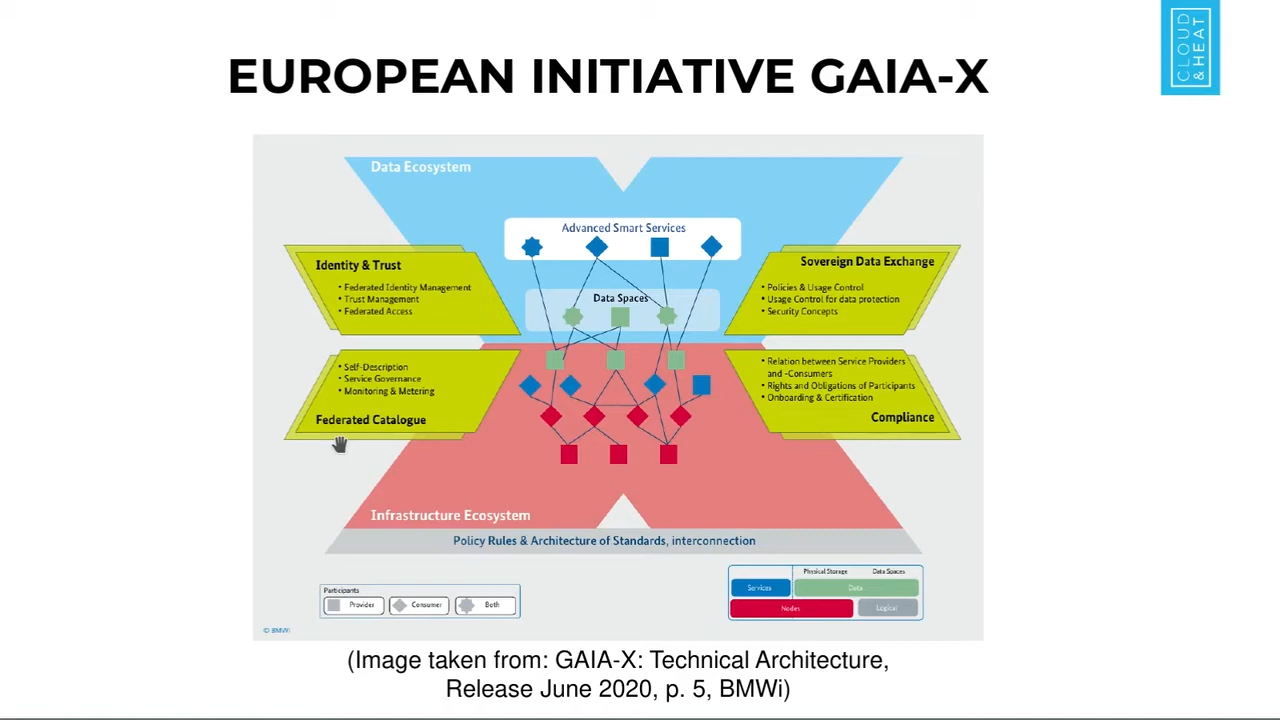 CLOUD
& HEAT
EUROPEAN INITIATIVE GAIA-X
Data Ecosystem
Advanced Smart Services
Data Spaces
Identity & Trust
• Federated Identity Management
• Trust Management
• Federated Access
Sovereign Data Exchange
• Policies & Usage Control
• Usage Control for data protection
• Security Concepts
• Self-Description
• Service Governance
• Monitoring & Metering
Federated Catalogue
• Relation between Service Providers
and -Consumers
• Rights and Obligations of Participants
• Onboarding & Certification
Compliance
Infrastructure Ecosystem
Policy Rules & Architecture of Standards, interconnection
Participants
Provider
Consumer
Both
Physical Storage
Data Spaces
Services
Data
Nodes
Logical
© BMWi
(Image taken from: GAIA-X: Technical Architecture,
Release June 2020, p. 5, BMWi)